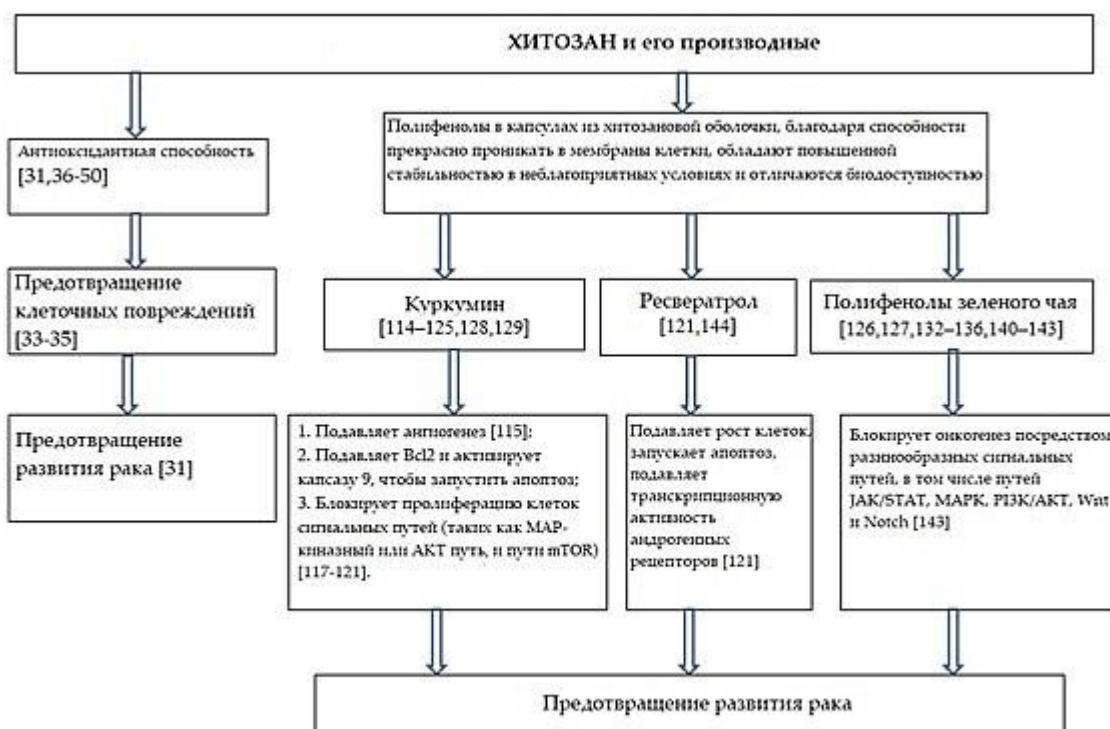 ХИТОЗАН и его производные
Антиоксидантная способность
[31,36-50]
Полифенолы в капсулах из хитозановой оболочки, благодаря способности
прекрасно проникать в мембраны клетки, обладают повышенной
стабильностью в неблагоприятных условиях и отличаются биодоступностью
Предотвращение
клеточных повреждений
[33-35]
Куркумин
[114–125,128,129]
Ресвератрол
[121,144]
Полифенолы зеленого чая
[126,127,132–136,140–143]
Предотвращение
развития рака [31]
1. Подавляет ангиогенез [115];
2. Подавляет Bcl2 и активирует
капсазу 9, чтобы запустить апоптоз;
3. Блокирует пролиферацию клеток
сигнальных путей (таких как МАР-
киназный или АКТ путь, и пути mTOR)
[117-121].
Подавляет рост клеток,
запускает апоптоз,
подавляет
транскрипционную
активность
андрогенных
рецепторов [121]
Блокирует онкогенез посредством
разннобразных сигнальных
путей, в том числе путей
JAK/STAT, MAPK, PI3K/AKT, Wnt
и Notch [143]
Предотвращение развития рака